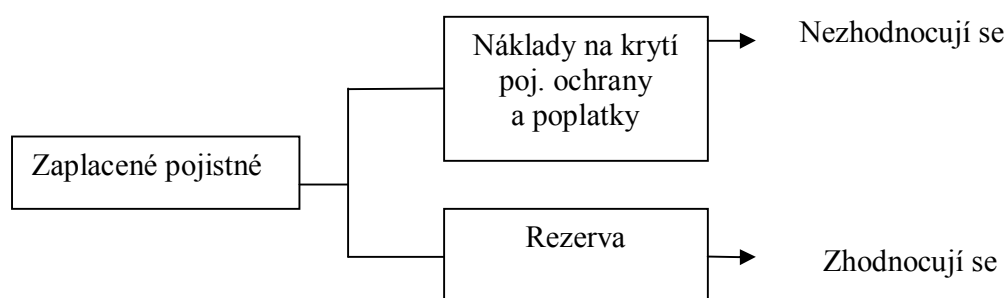 Zaplacené pojistné
Náklady na krytí
poj. ochrany
a poplatky
Nezhodnocují se
Rezerva
Zhodnocují se